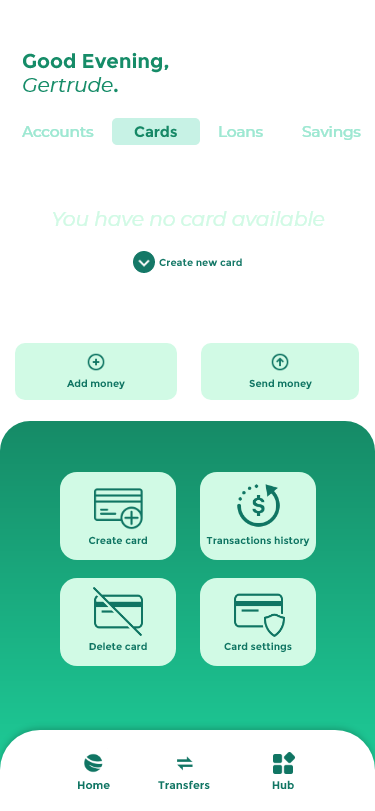 Good Evening,
Gertrude.
Accounts Cards Loans Savings
You have no card available
Create new card
Add money Send money
$
Create card Transactions history
Delete card Card settings
Home Transfers Hub